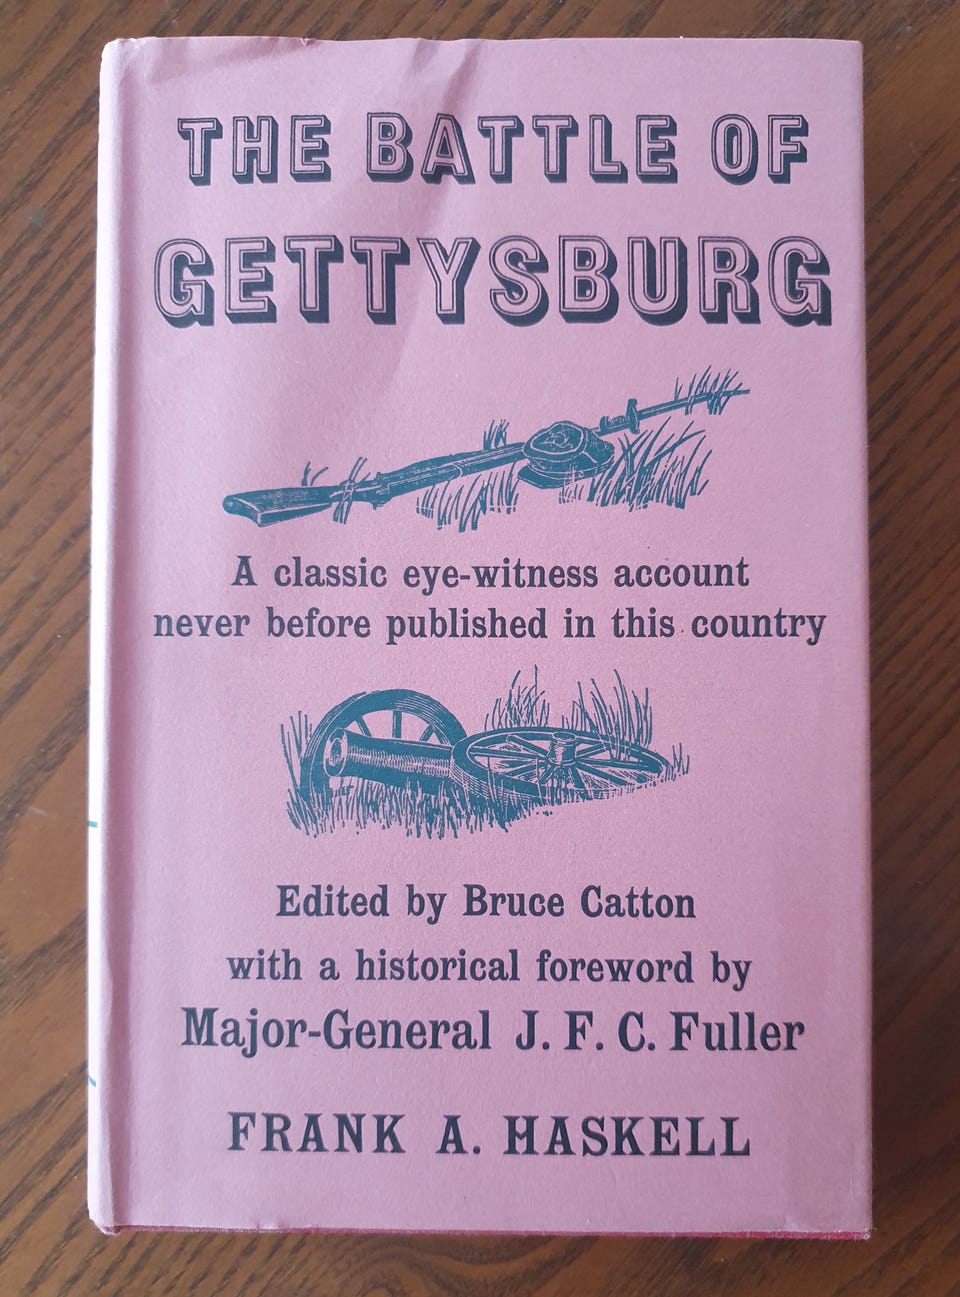 THE BATTLE OF
GETTYSBURG
A classic eye-witness account
never before published in this country
Edited by Bruce Catton
with a historical foreword by
Major-General J. F. C. Fuller
FRANK A. HASKELL